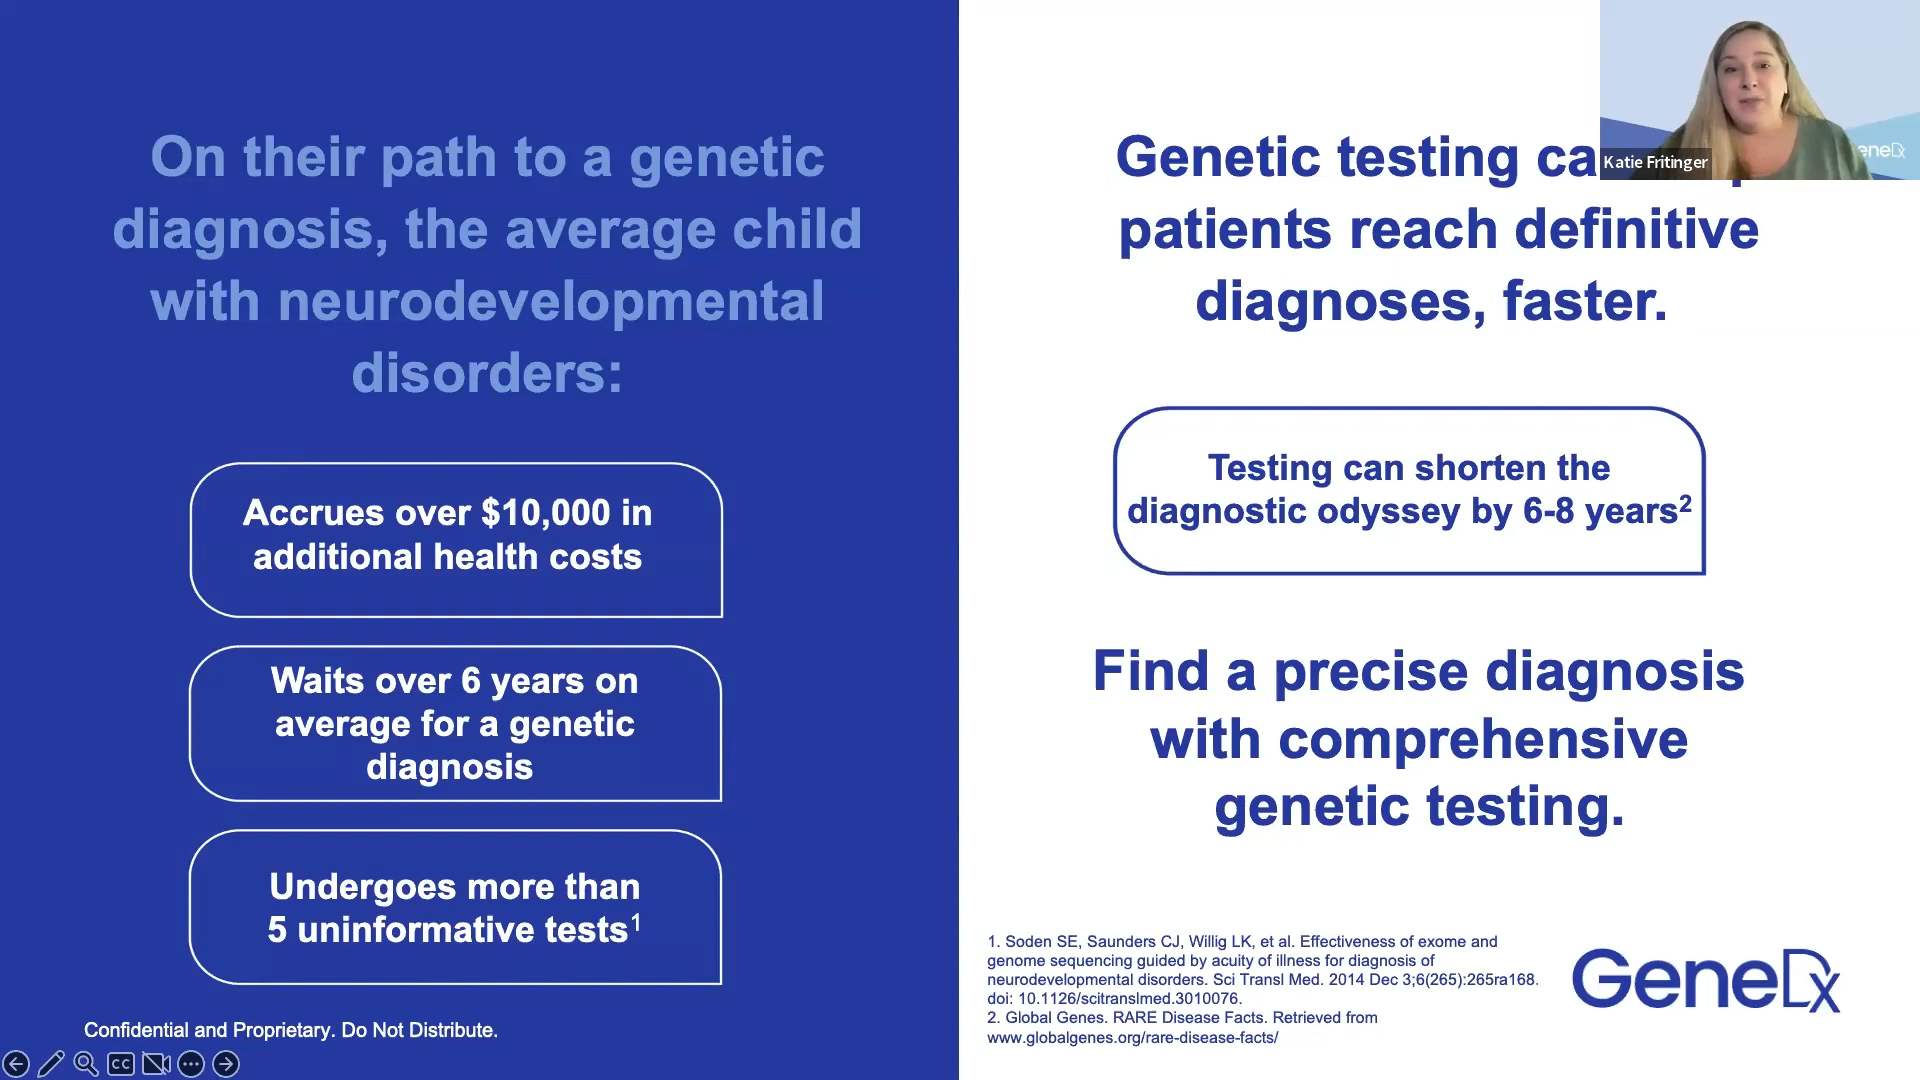 On their path to a genetic
diagnosis, the average child
with neurodevelopmental
disorders:
Accrues over $10,000 in
additional health costs
Waits over 6 years on
average for a genetic
diagnosis
Undergoes more than
5 uninformative tests1
Confidential and Proprietary. Do Not Distribute.
CC
Genetic testing
patients reach definitive
diagnoses, faster.
Testing can shorten the
diagnostic odyssey by 6-8 years2
Find a precise diagnosis
with comprehensive
genetic testing.
1. Soden SE, Saunders CJ, Willig LK, et al. Effectiveness of exome and
genome sequencing guided by acuity of illness for diagnosis of
neurodevelopmental disorders. Sci Transl Med. 2014 Dec 3;6(265):265ra168.
doi: 10.1126/scitranslmed.3010076.
2. Global Genes. RARE Disease Facts. Retrieved from
www.globalgenes.org/rare-disease-facts/
GeneDx
Katie Fritinger